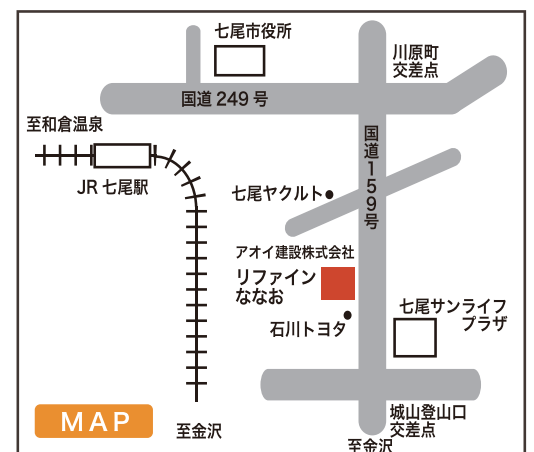 七尾市役所
川原町
交差点
国道 249 号
至和倉温泉
国道159号
JR 七尾駅
七尾ヤクルト
アオイ建設株式会社
リファイン
ななお
七尾サンライフ
プラザ
石川トヨタ
城山登山口
交差点
MAP
至金沢
至金沢